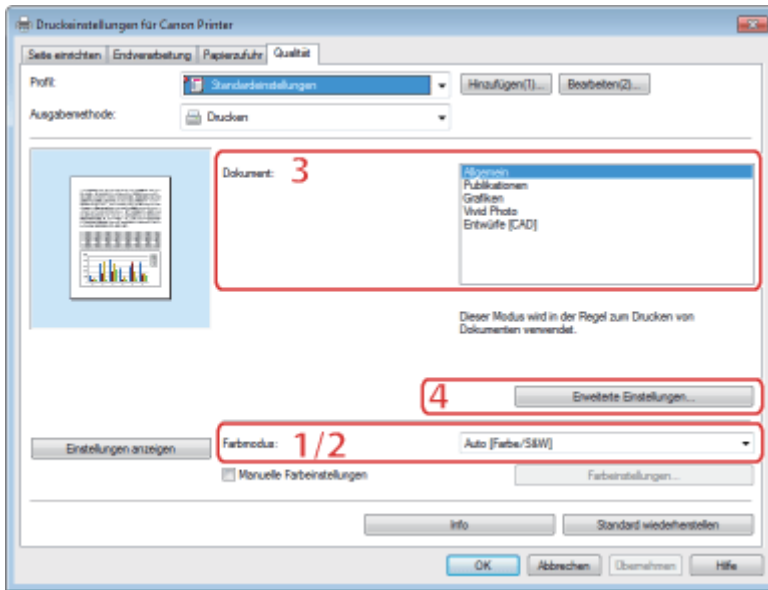 Druckeinstellungen für Canon Printer
Seite einrichten Endverarbeitung Papierzufuhr Qualität
Profil: Standardeinstellungen Hinzufügen(1)... Bearbeiten(2)...
Ausgabemethode: Drucken
Dokument: 3
Allgemein
Publikationen
Grafiken
Vivid Photo
Entwürfe [CAD]
Dieser Modus wird in der Regel zum Drucken von
Dokumenten verwendet.
4 Erweiterte Einstellungen...
Einstellungen anzeigen Farbmodus: 1/2 Auto [Farbe/S&W]
Manuelle Farbeinstellungen Farbeinstellungen...
Info Standard wiederherstellen
OK Abbrechen Übernehmen Hilfe